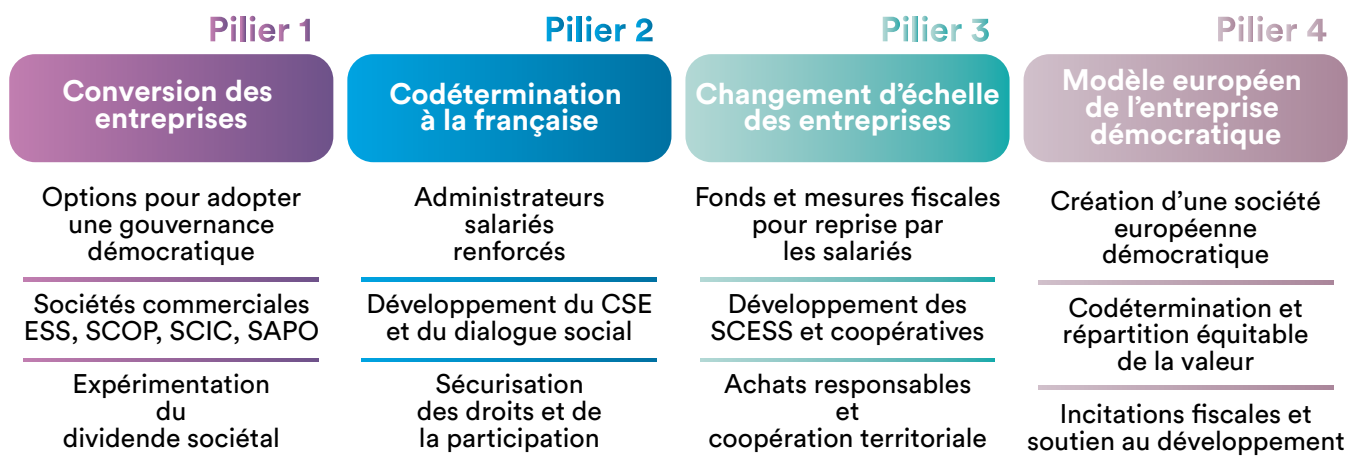 Pilier 1
Conversion des
entreprises
Options pour adopter
une gouvernance
démocratique
Sociétés commerciales
ESS, SCOP, SCIC, SAPO
Expérimentation
du
dividende sociétal
Pilier 2
Codétermination
à la française
Administrateurs
salariés
renforcés
Développement du CSE
et du dialogue social
Sécurisation
des droits et de
la participation
Pilier 3
Changement d'échelle
des entreprises
Fonds et mesures fiscales
pour reprise par
les salariés
Développement des
SCESS et coopératives
Achats responsables
et
coopération territoriale
Pilier 4
Modèle européen
de l'entreprise
démocratique
Création d'une société
européenne
démocratique
Codétermination et
répartition équitable
de la valeur
Incitations fiscales et
soutien au développement